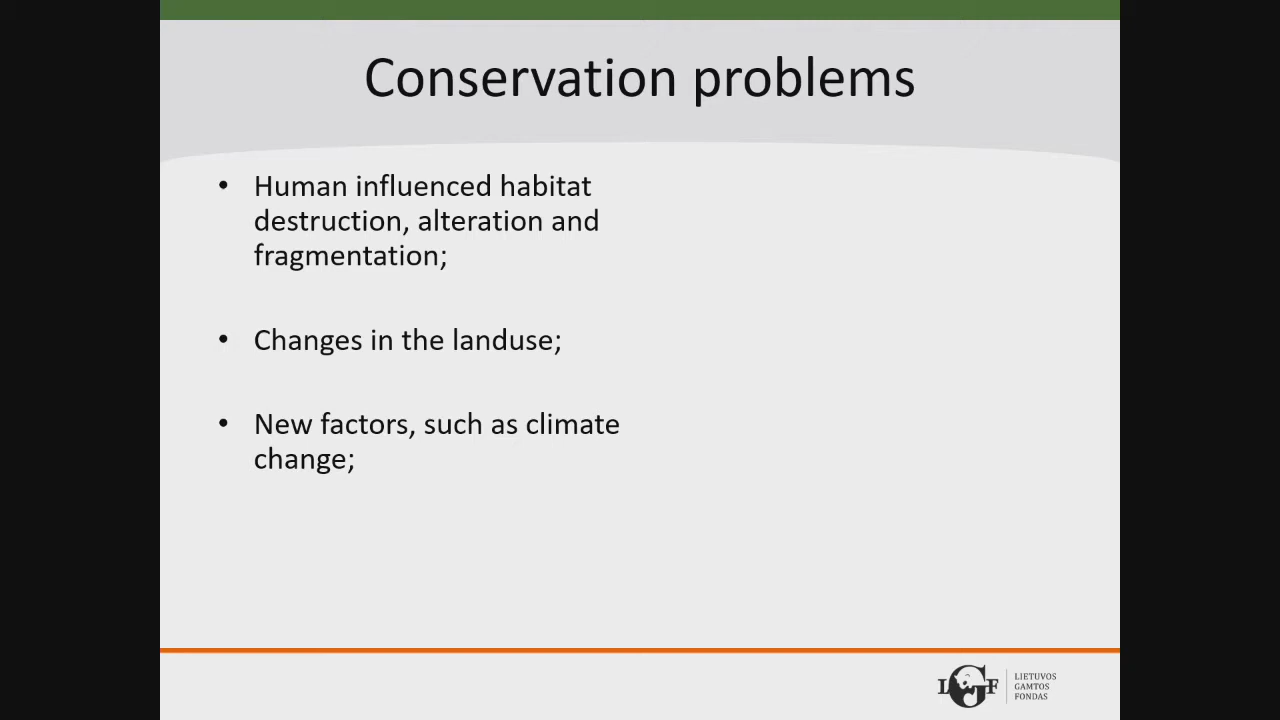 Conservation problems
• Human influenced habitat
destruction, alteration and
fragmentation;
• Changes in the landuse;
• New factors, such as climate
change;
LGF
LIETUVOS
GAMTOS
FONDAS